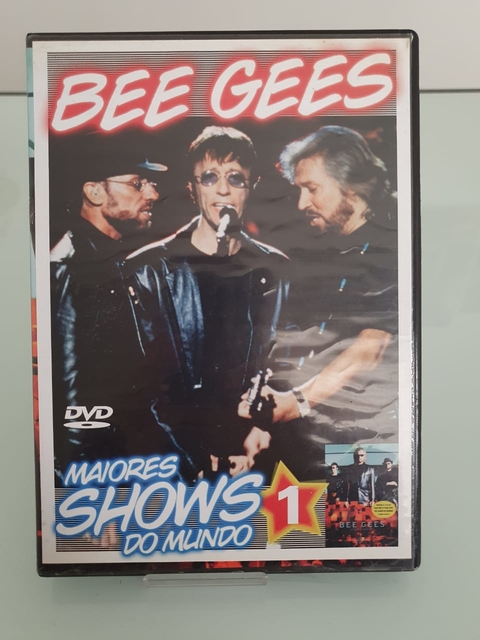 BEE GEES
DVD
MAIORES
SHOWS
DO MUNDO
1
BEE GEES